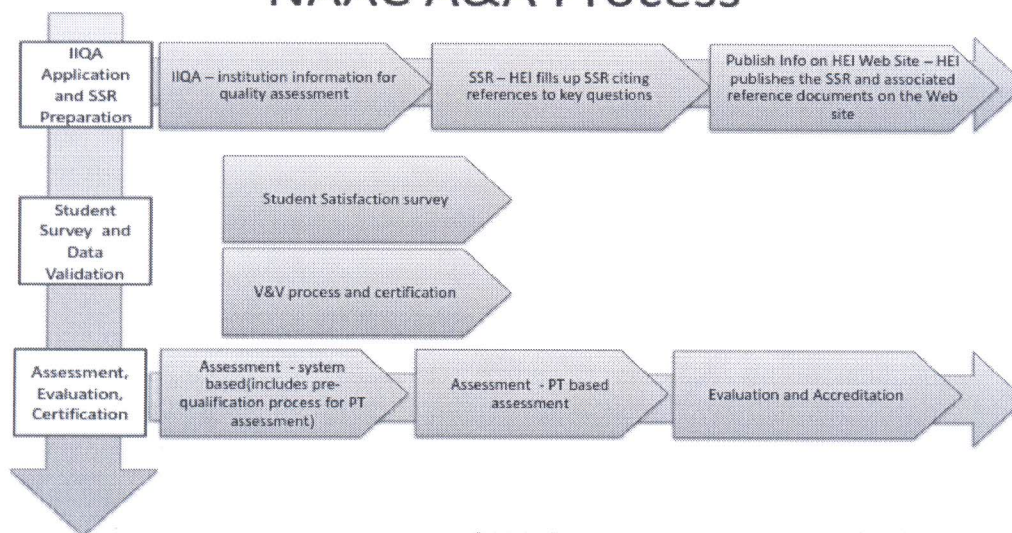 NAAC A&A Process
IIQA
Application
and SSR
Preparation
IIQA – institution information for
quality assessment
SSR – HEI fills up SSR citing
references to key questions
Publish Info on HEI Web Site – HEI
publishes the SSR and associated
reference documents on the Web
site
Student
Survey and
Data
Validation
Student Satisfaction survey
V&V process and certification
Assessment,
Evaluation,
Certification
Assessment - system
based(includes pre-
qualification process for PT
assessment)
Assessment - PT based
assessment
Evaluation and Accreditation